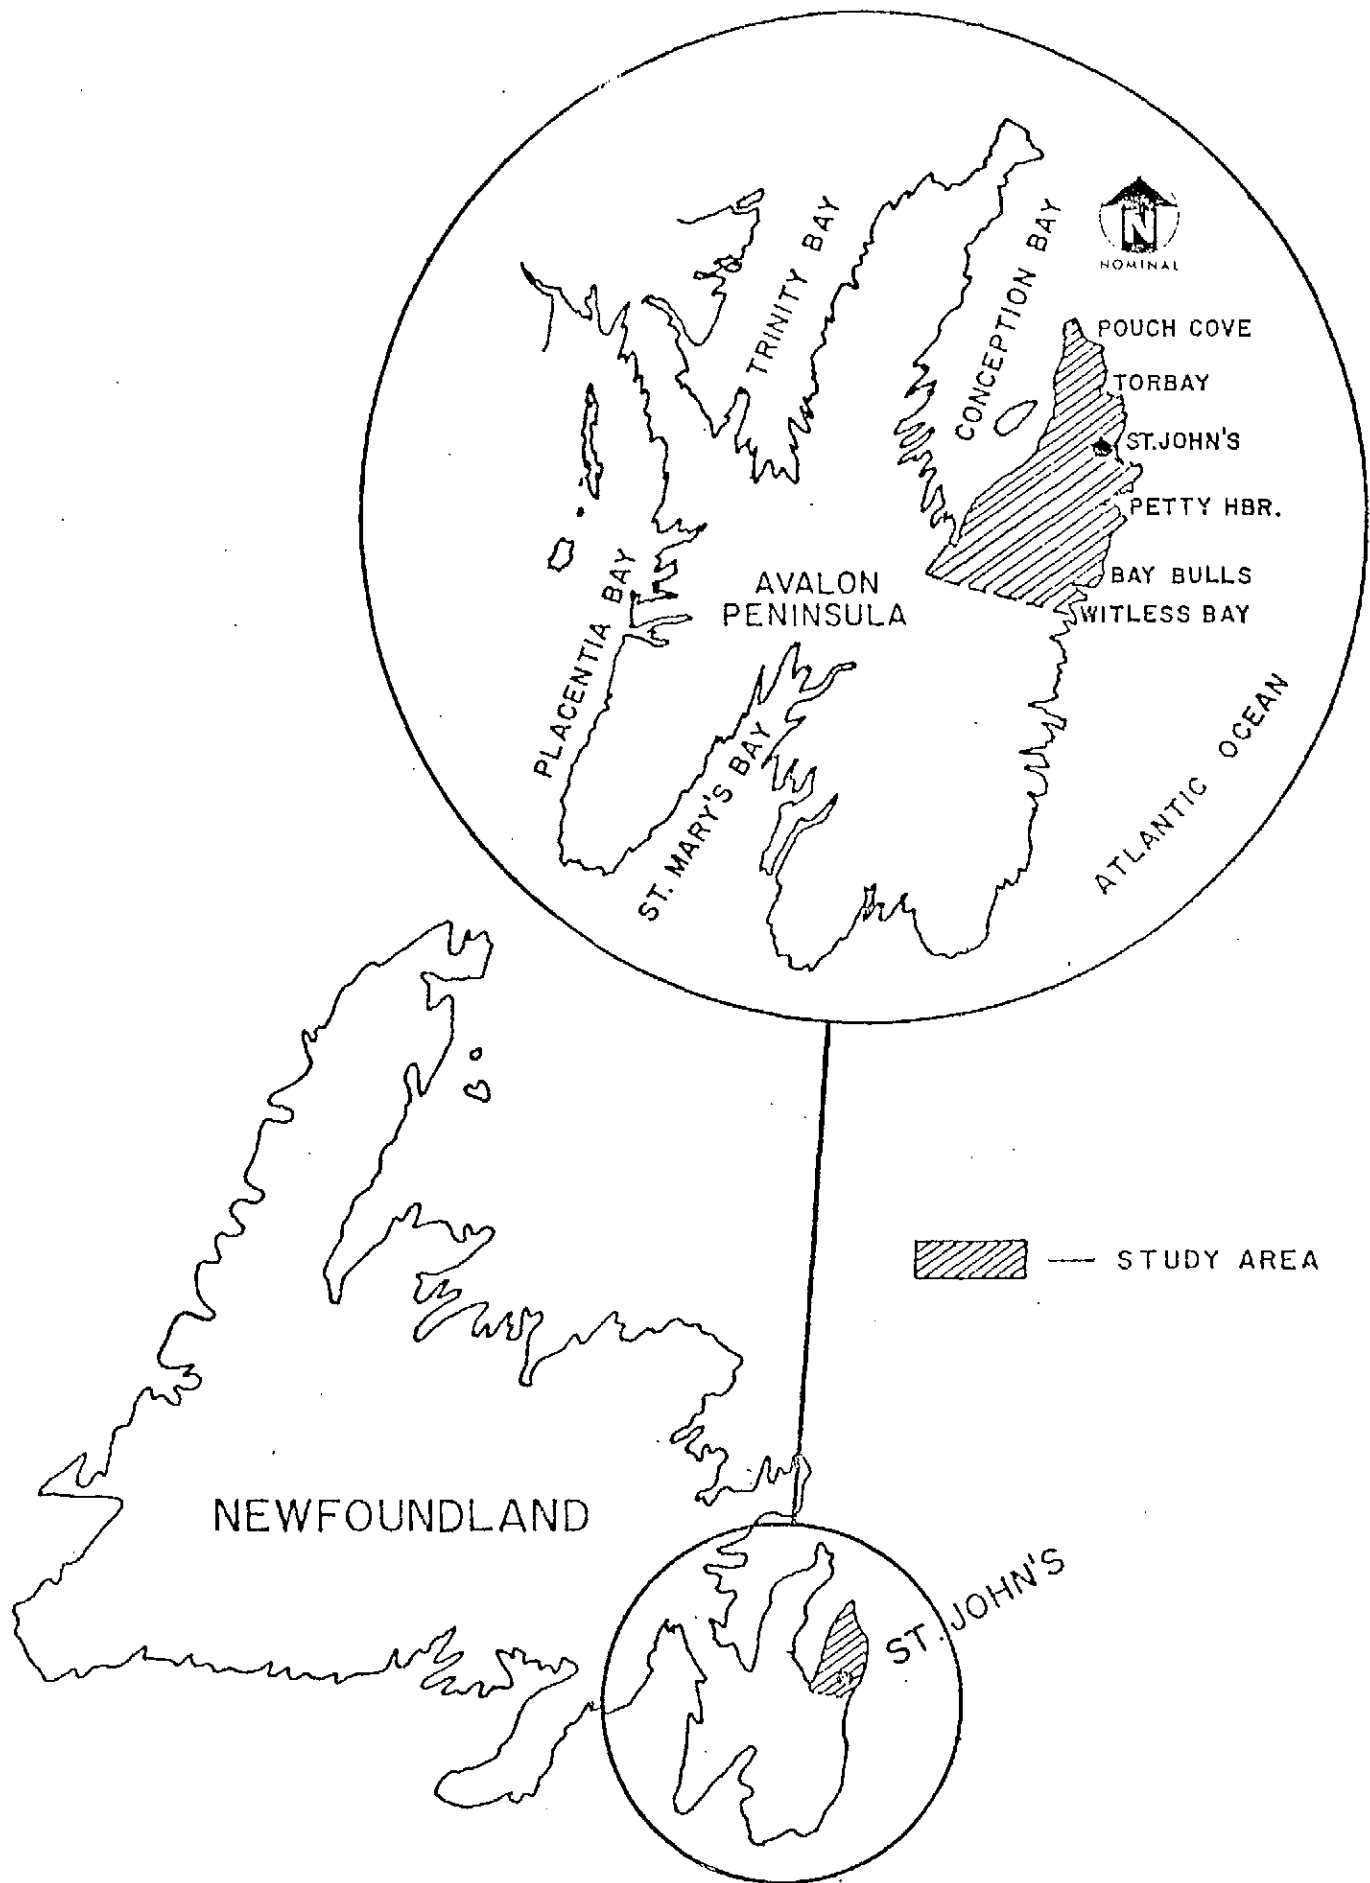 N
NOMINAL
TRINITY BAY
CONCEPTION BAY
POUCH COVE
TORBAY
ST. JOHN'S
PETTY HBR.
BAY BULLS
WITLESS BAY
AVALON
PENINSULA
PLACENTIA BAY
ST. MARY'S BAY
ATLANTIC OCEAN
— STUDY AREA
NEWFOUNDLAND
ST. JOHN'S